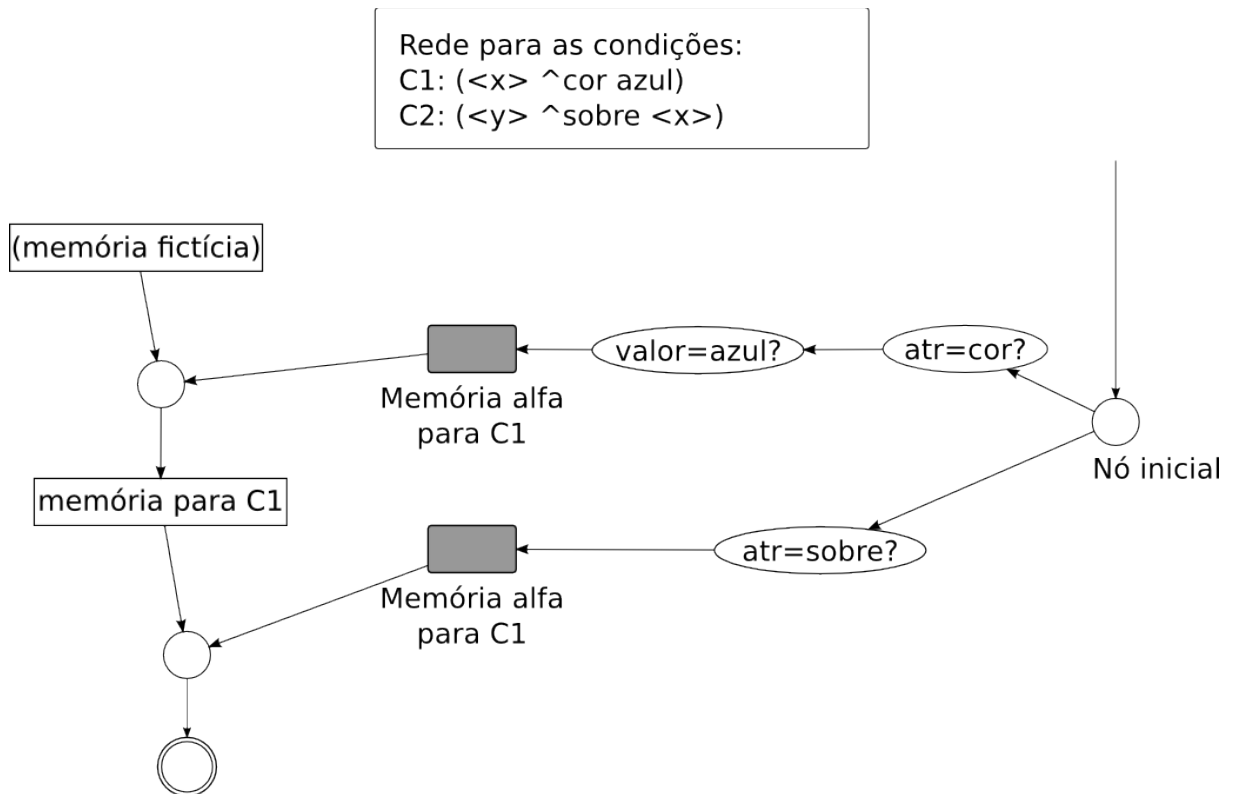 Rede para as condições:
C1: (<x> ^cor azul)
C2: (<y> ^sobre <x>)
(memória fictícia)
valor=azul?
atr=cor?
Memória alfa
para C1
Nó inicial
memória para C1
atr=sobre?
Memória alfa
para C1